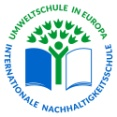 UMWELTSCHULE IN EUROPA
INTERNATIONALE NACHHALTIGKEITSSCHULE